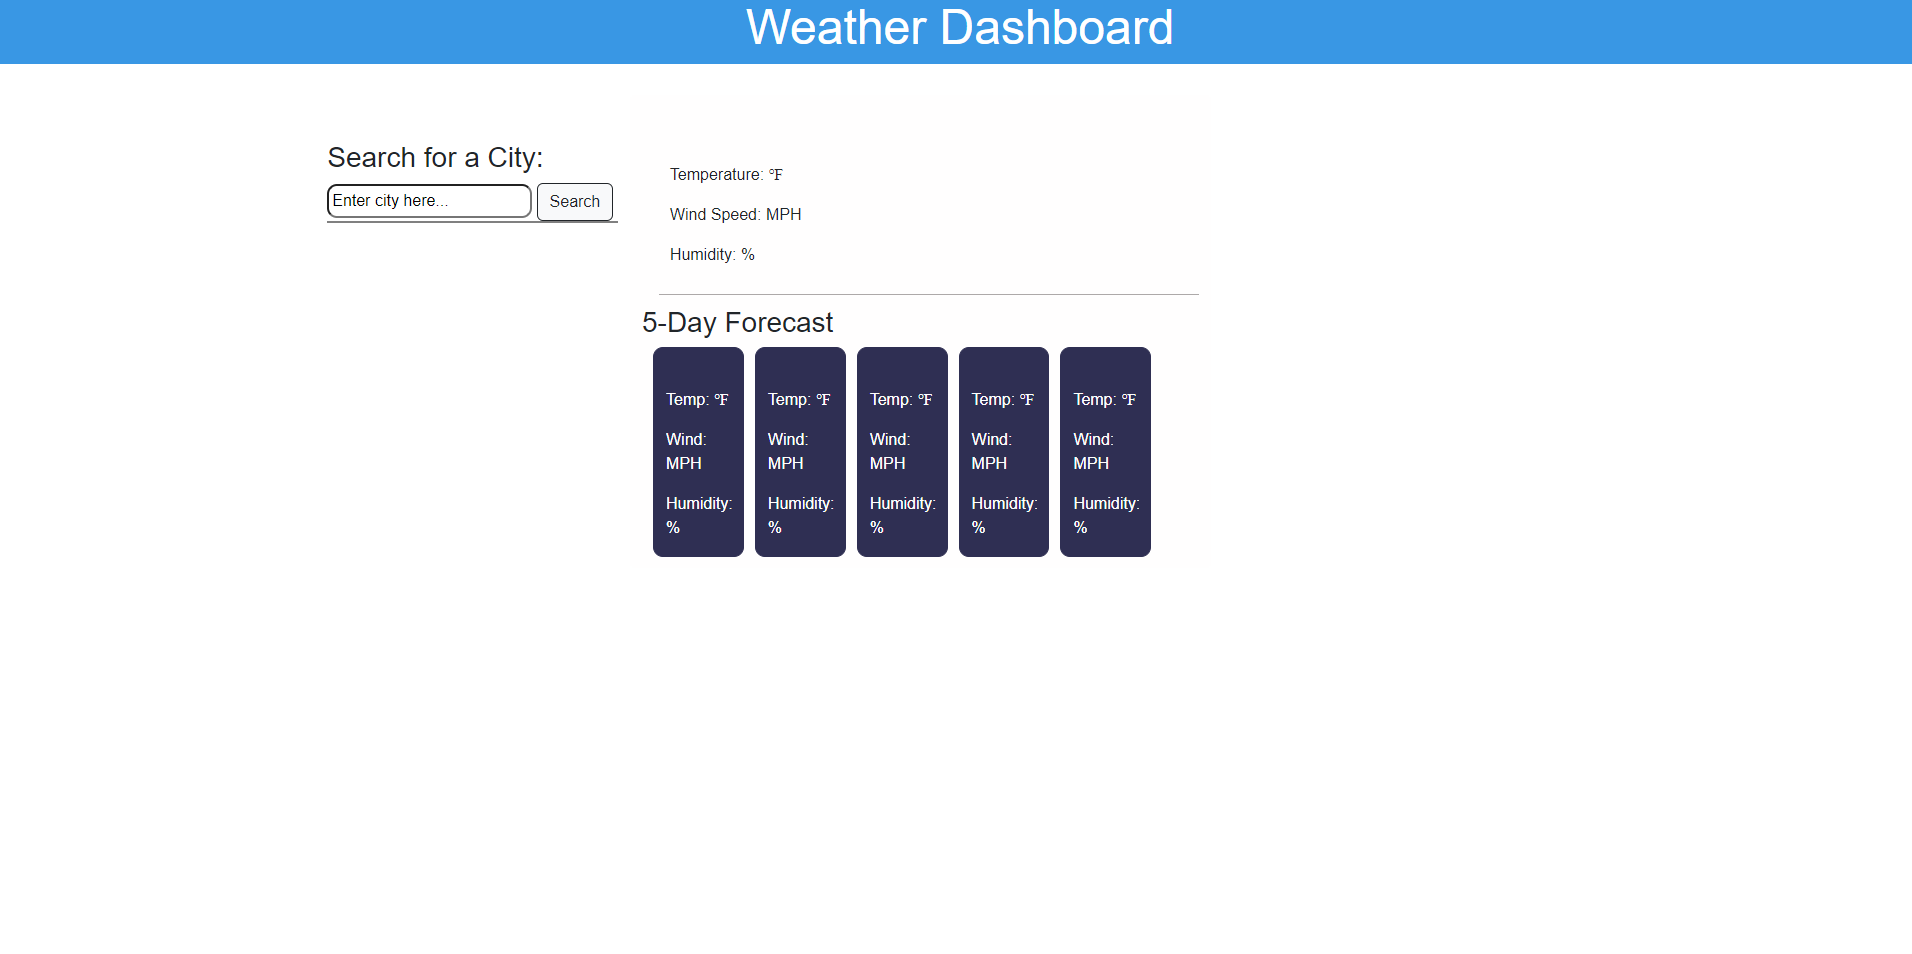 Weather Dashboard
Search for a City:
Enter city here...
Search
Temperature: °F
Wind Speed: MPH
Humidity: %
5-Day Forecast
Temp: °F
Wind:
MPH
Humidity:
%
Temp: °F
Wind:
MPH
Humidity:
%
Temp: °F
Wind:
MPH
Humidity:
%
Temp: °F
Wind:
MPH
Humidity:
%
Temp: °F
Wind:
MPH
Humidity:
%